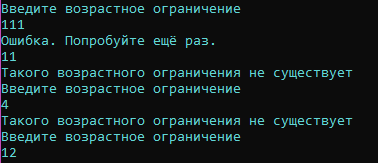 Введите возрастное ограничение
111
Ошибка. Попробуйте ещё раз.
11
Такого возрастного ограничения не существует
Введите возрастное ограничение
4
Такого возрастного ограничения не существует
Введите возрастное ограничение
12